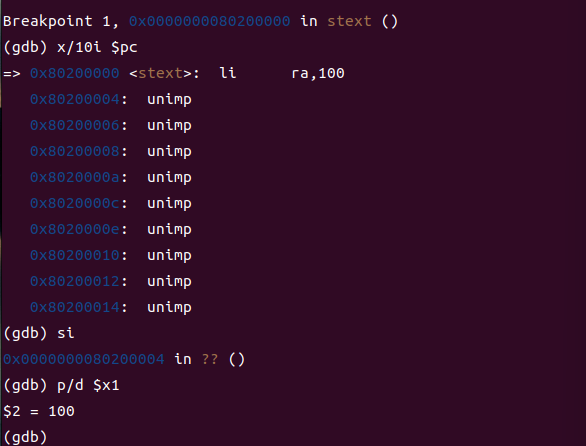 Breakpoint 1, 0x0000000080200000 in stext ()
(gdb) x/10i $pc
=> 0x80200000 <stext>:	li	ra,100
   0x80200004:	unimp
   0x80200006:	unimp
   0x80200008:	unimp
   0x8020000a:	unimp
   0x8020000c:	unimp
   0x8020000e:	unimp
   0x80200010:	unimp
   0x80200012:	unimp
   0x80200014:	unimp
(gdb) si
0x0000000080200004 in ?? ()
(gdb) p/d $x1
$2 = 100
(gdb)